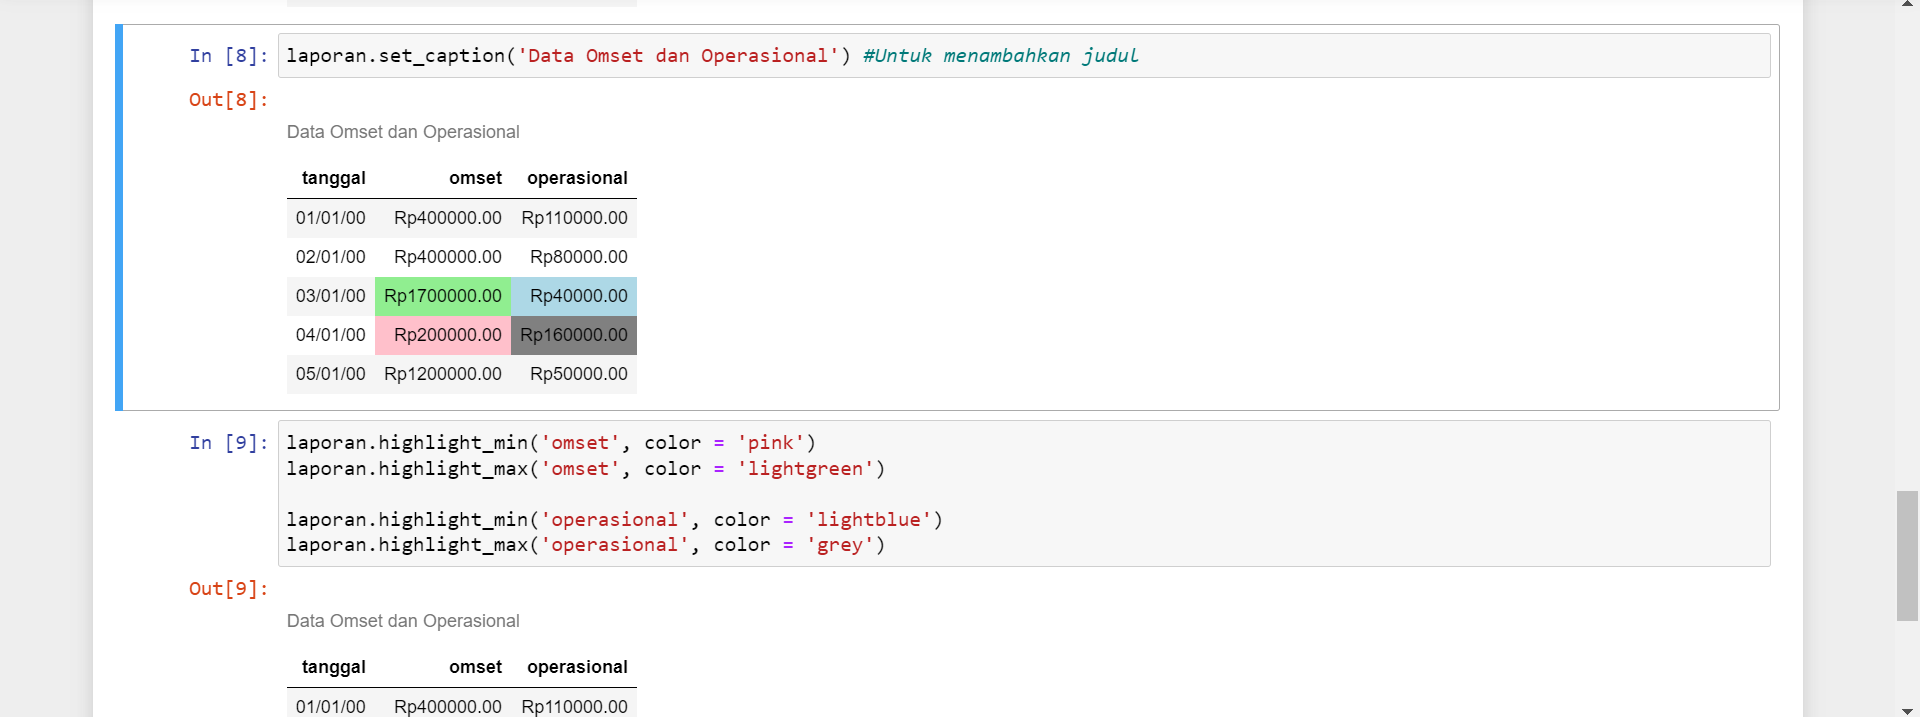 In [8]: laporan.set_caption('Data Omset dan Operasional') #Untuk menambahkan judul
Out[8]:
Data Omset dan Operasional
tanggal omset operasional
01/01/00 Rp400000.00 Rp110000.00
02/01/00 Rp400000.00 Rp80000.00
03/01/00 Rp1700000.00 Rp40000.00
04/01/00 Rp200000.00 Rp160000.00
05/01/00 Rp1200000.00 Rp50000.00
In [9]: laporan.highlight_min('omset', color = 'pink')
laporan.highlight_max('omset', color = 'lightgreen')
laporan.highlight_min('operasional', color = 'lightblue')
laporan.highlight_max('operasional', color = 'grey')
Out[9]:
Data Omset dan Operasional
tanggal omset operasional
01/01/00 Rp400000.00 Rp110000.00